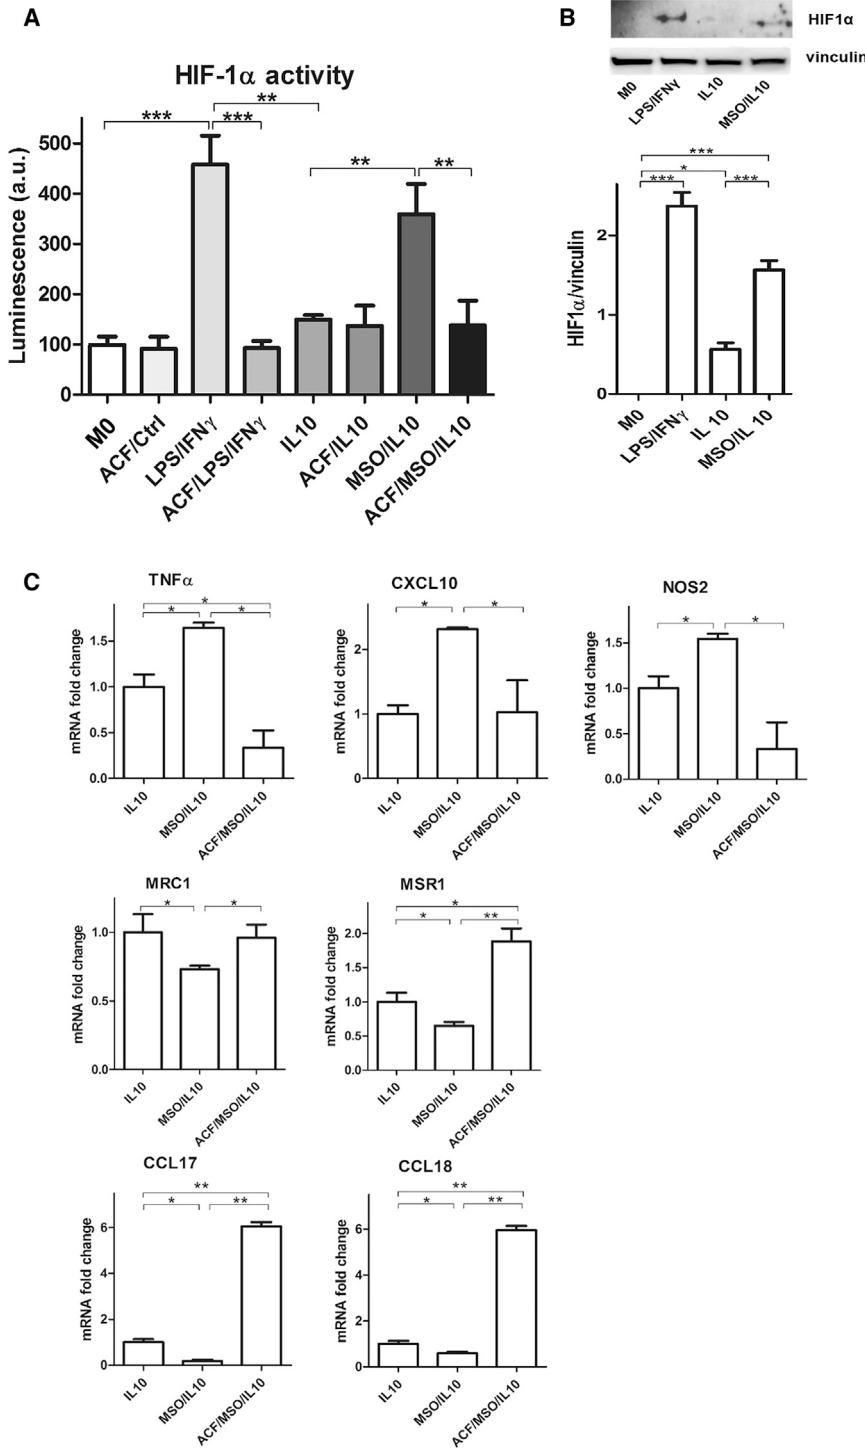 A
HIF-1α activity
** 
*** ***
** **
Luminescence (a.u.)
500
400
300
200
100
0
M0
ACF/Ctrl
LPS/IFNγ
ACF/LPS/IFNγ
IL10
ACF/IL10
MSO/IL10
ACF/MSO/IL10
B
HIF1α
vinculin
M0
LPS/IFNγ
IL10
MSO/IL10
***
*
*** ***
HIF1α/vinculin
2
1
0
M0
LPS/IFNγ
IL 10
MSO/IL 10
C
TNFα
*
* *
mRNA fold change
1.5
1.0
0.5
0.0
IL10
MSO/IL10
ACF/MSO/IL10
CXCL10
* *
mRNA fold change
2
1
0
IL10
MSO/IL10
ACF/MSO/IL10
NOS2
* *
mRNA fold change
1.5
1.0
0.5
0.0
IL10
MSO/IL10
ACF/MSO/IL10
MRC1
* *
mRNA fold change
1.0
0.5
0.0
IL10
MSO/IL10
ACF/MSO/IL10
MSR1
*
* **
mRNA fold change
2.0
1.5
1.0
0.5
0.0
IL10
MSO/IL10
ACF/MSO/IL10
CCL17
**
* **
mRNA fold change
6
4
2
0
IL10
MSO/IL10
ACF/MSO/IL10
CCL18
**
* **
mRNA fold change
6
4
2
0
IL10
MSO/IL10
ACF/MSO/IL10